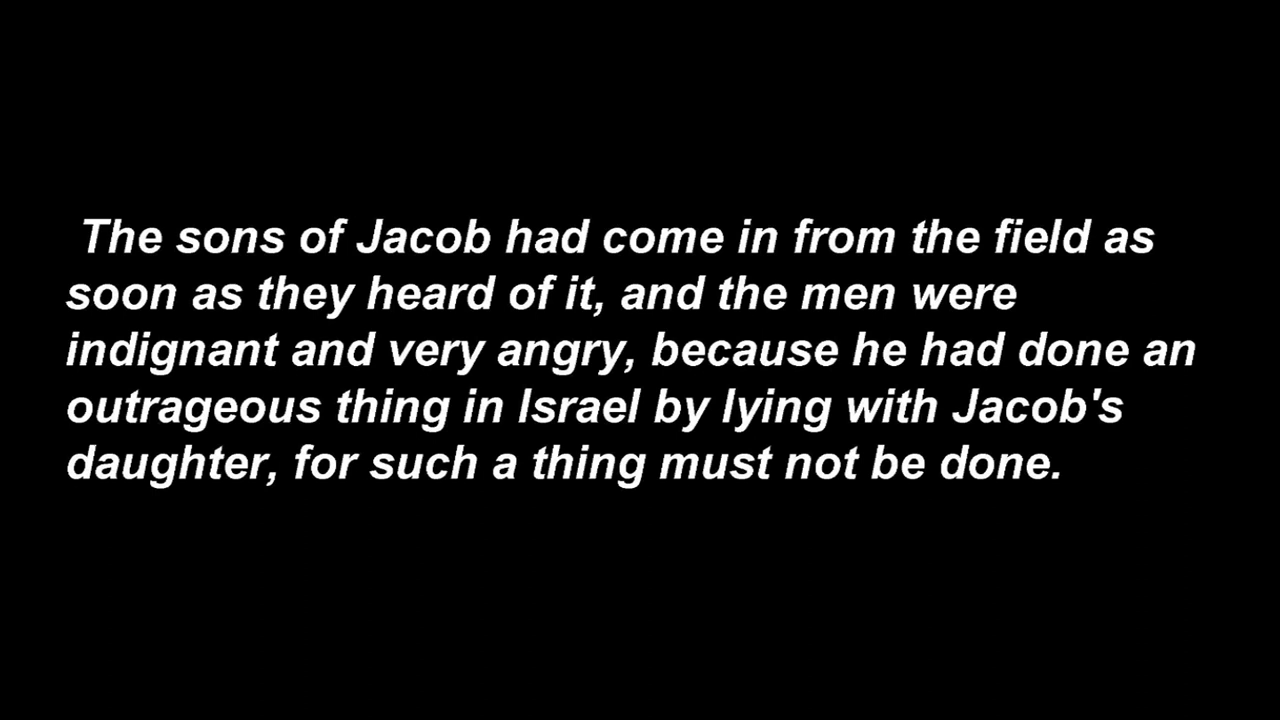 The sons of Jacob had come in from the field as
soon as they heard of it, and the men were
indignant and very angry, because he had done an
outrageous thing in Israel by lying with Jacob's
daughter, for such a thing must not be done.